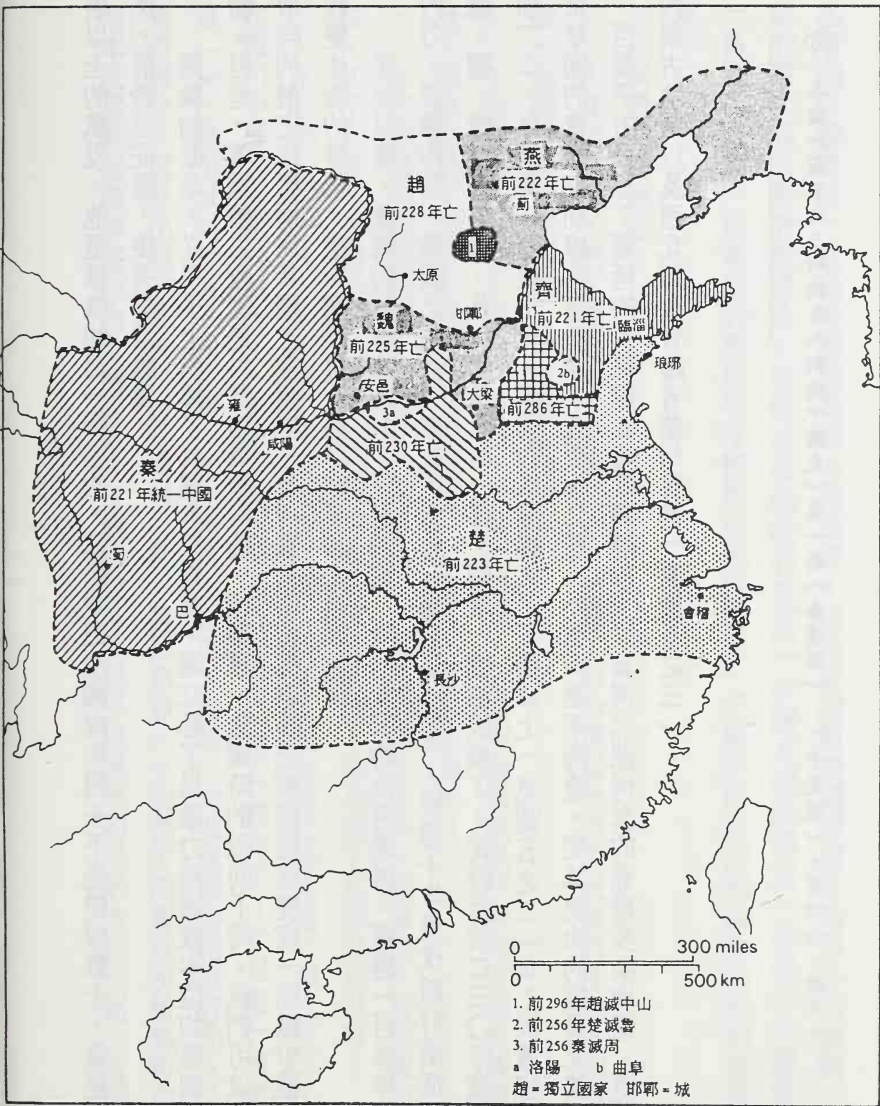 燕
前222年亡
薊
趙
前228年亡
1
太原
齊
前221年亡
臨淄
邯鄲
魏
前225年亡
琅邪
2b
安邑
大梁
3a
前286年亡
雍
咸陽
前230年亡
秦
前221年統一中國
楚
前223年亡
蜀
巴
會稽
長沙
0 300 miles
500 km
1. 前296年趙滅中山
2. 前256年楚滅魯
3. 前256秦滅周
a 洛陽 b 曲阜
趙=獨立國家 邯鄲=城